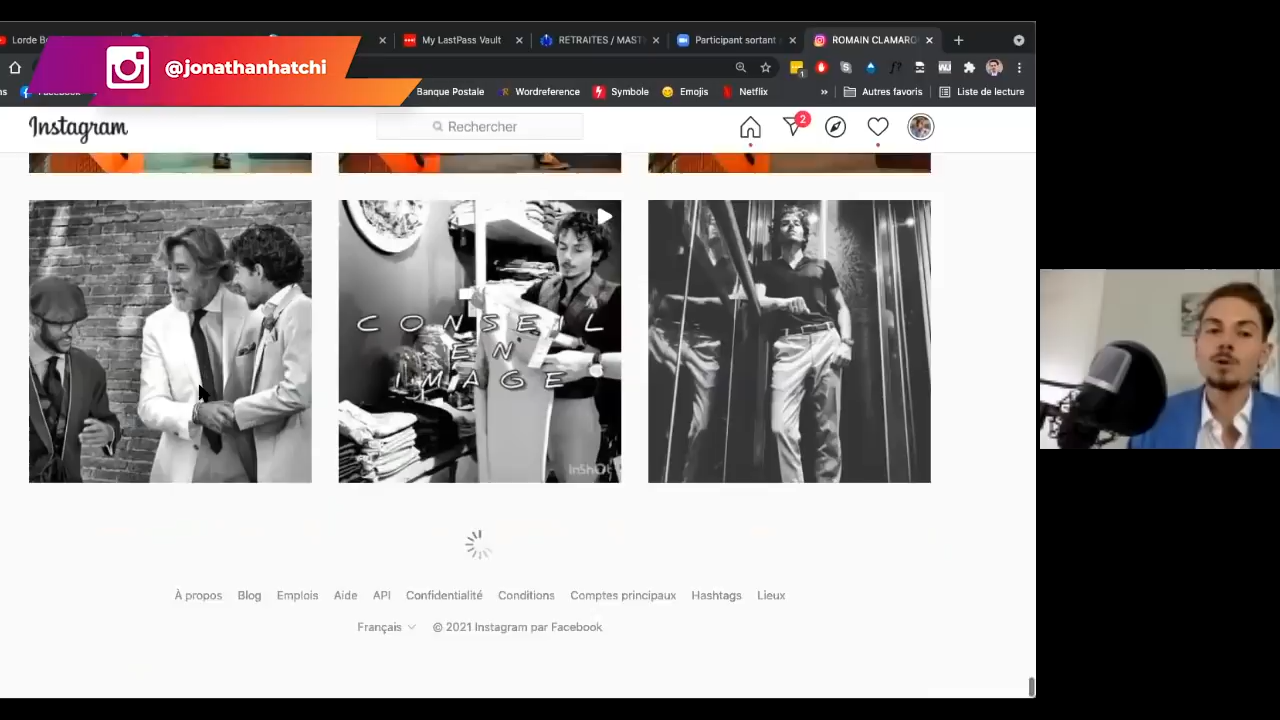 Lorde B
My LastPass Vault
RETRAITES / MAST
Participant sortant
ROMAIN CLAMARO
@jonathanhatchi
Facebook
Banque Postale
Wordreference
Symbole
Emojis
Netflix
»
Autres favoris
Liste de lecture
Instagram
Rechercher
2
CONSEIL
EN
IMAGE
InShOt
À propos
Blog
Emplois
Aide
API
Confidentialité
Conditions
Comptes principaux
Hashtags
Lieux
Français
© 2021 Instagram par Facebook